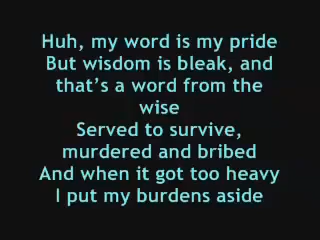 Huh, my word is my pride
But wisdom is bleak, and
that's a word from the
wise
Served to survive,
murdered and bribed
And when it got too heavy
I put my burdens aside